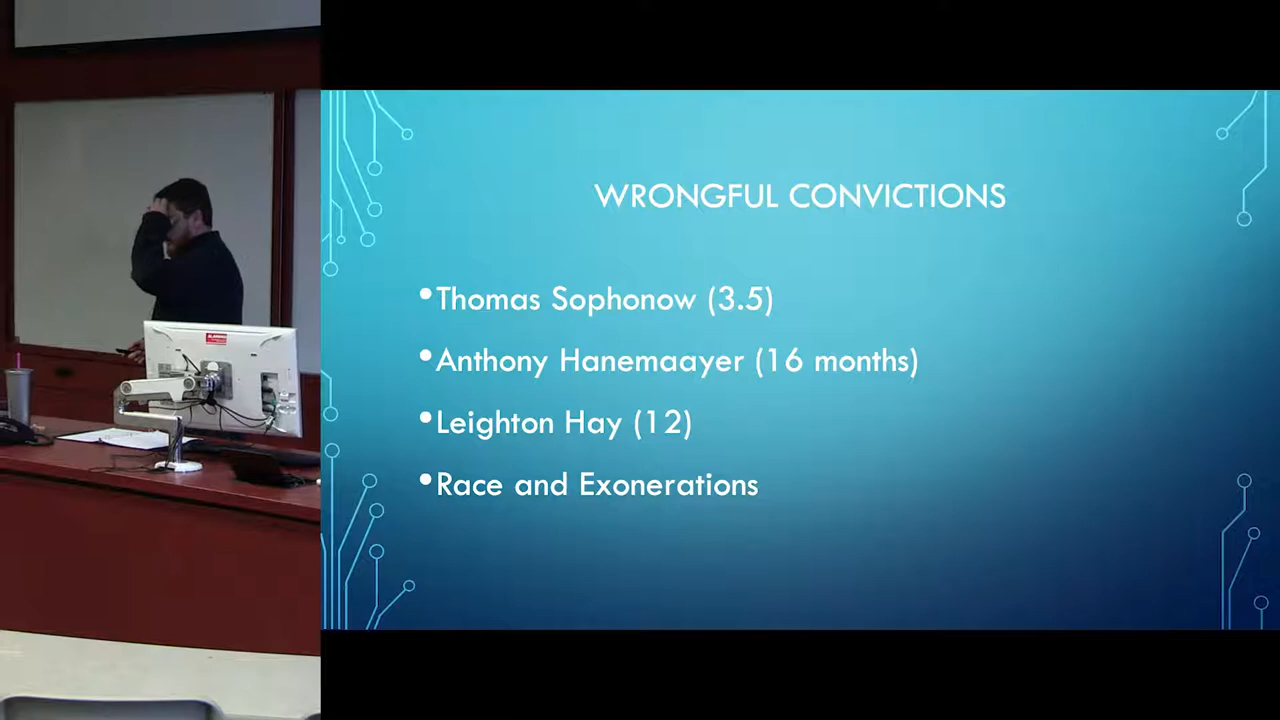 WRONGFUL CONVICTIONS
•Thomas Sophonow (3.5)
•Anthony Hanemaayer (16 months)
•Leighton Hay (12)
•Race and Exonerations